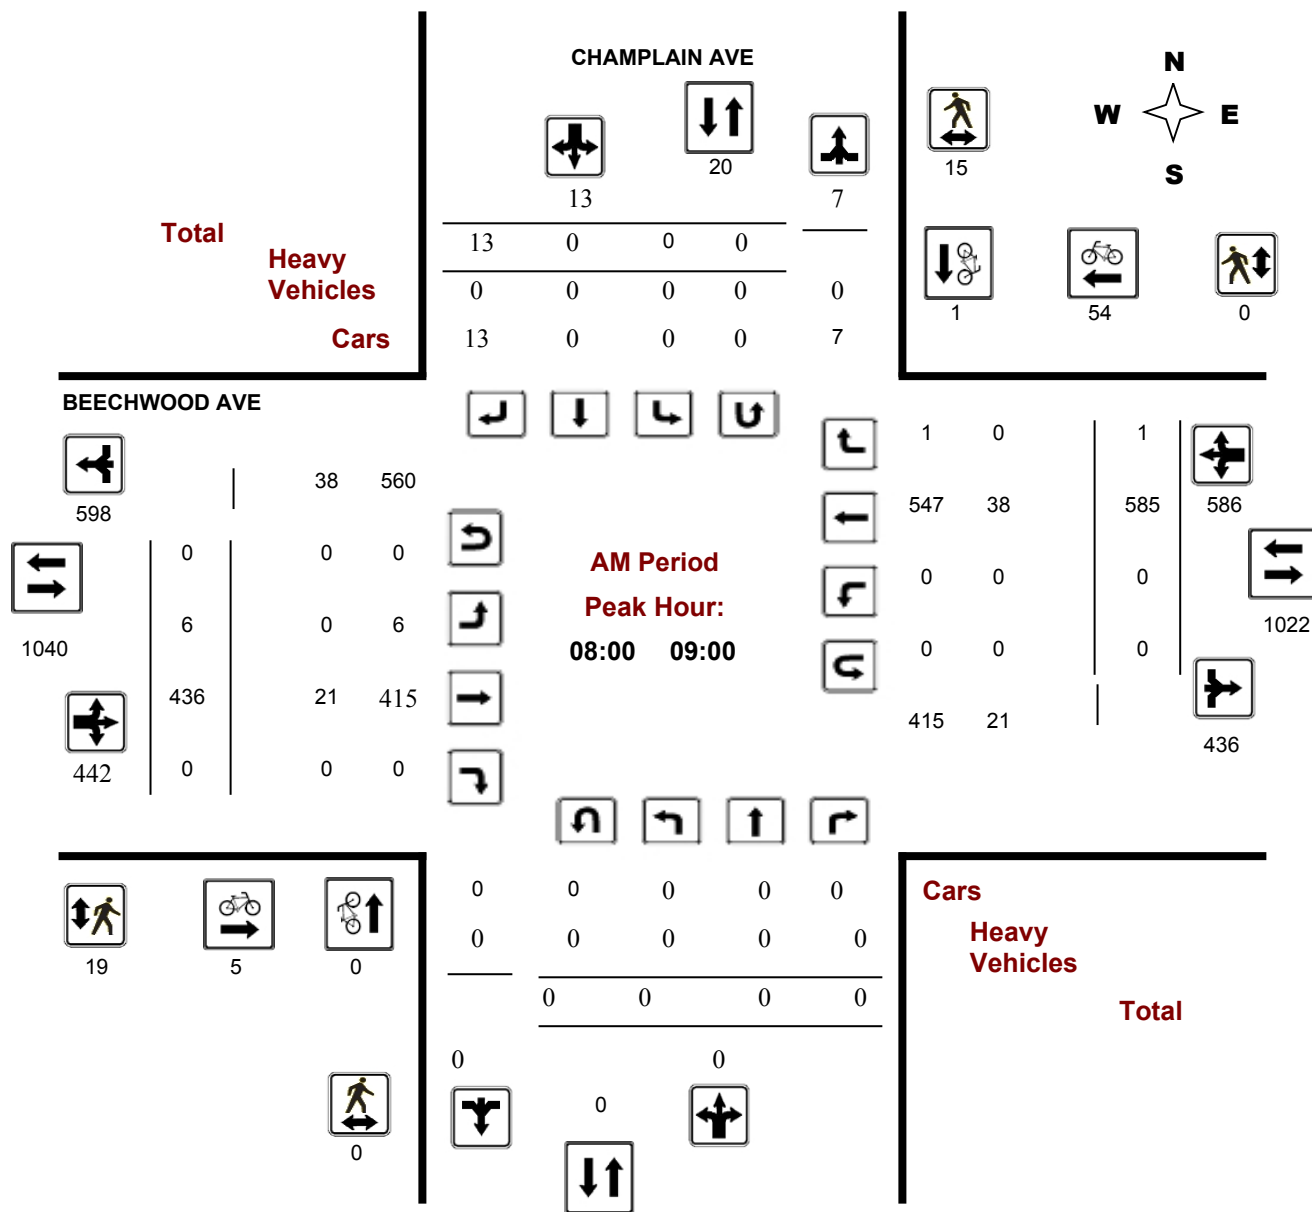 CHAMPLAIN AVE
N
W E
S
20
15
13 7
Total 13 0 0 0
Heavy
Vehicles 0 0 0 0 0
Cars 13 0 0 0 7
1 54 0
BEECHWOOD AVE
1 0 1
38 560
547 38 585 586
598
0 0 0
AM Period
0 0 0
Peak Hour:
6 0 6
1022
1040
08:00 09:00
0 0 0
436 21 415
415 21
436
442 0 0 0
0 0 0 0 0
Cars
0 0 0 0 0
Heavy
Vehicles
19 5 0
0 0 0 0
Total
0 0
0
0